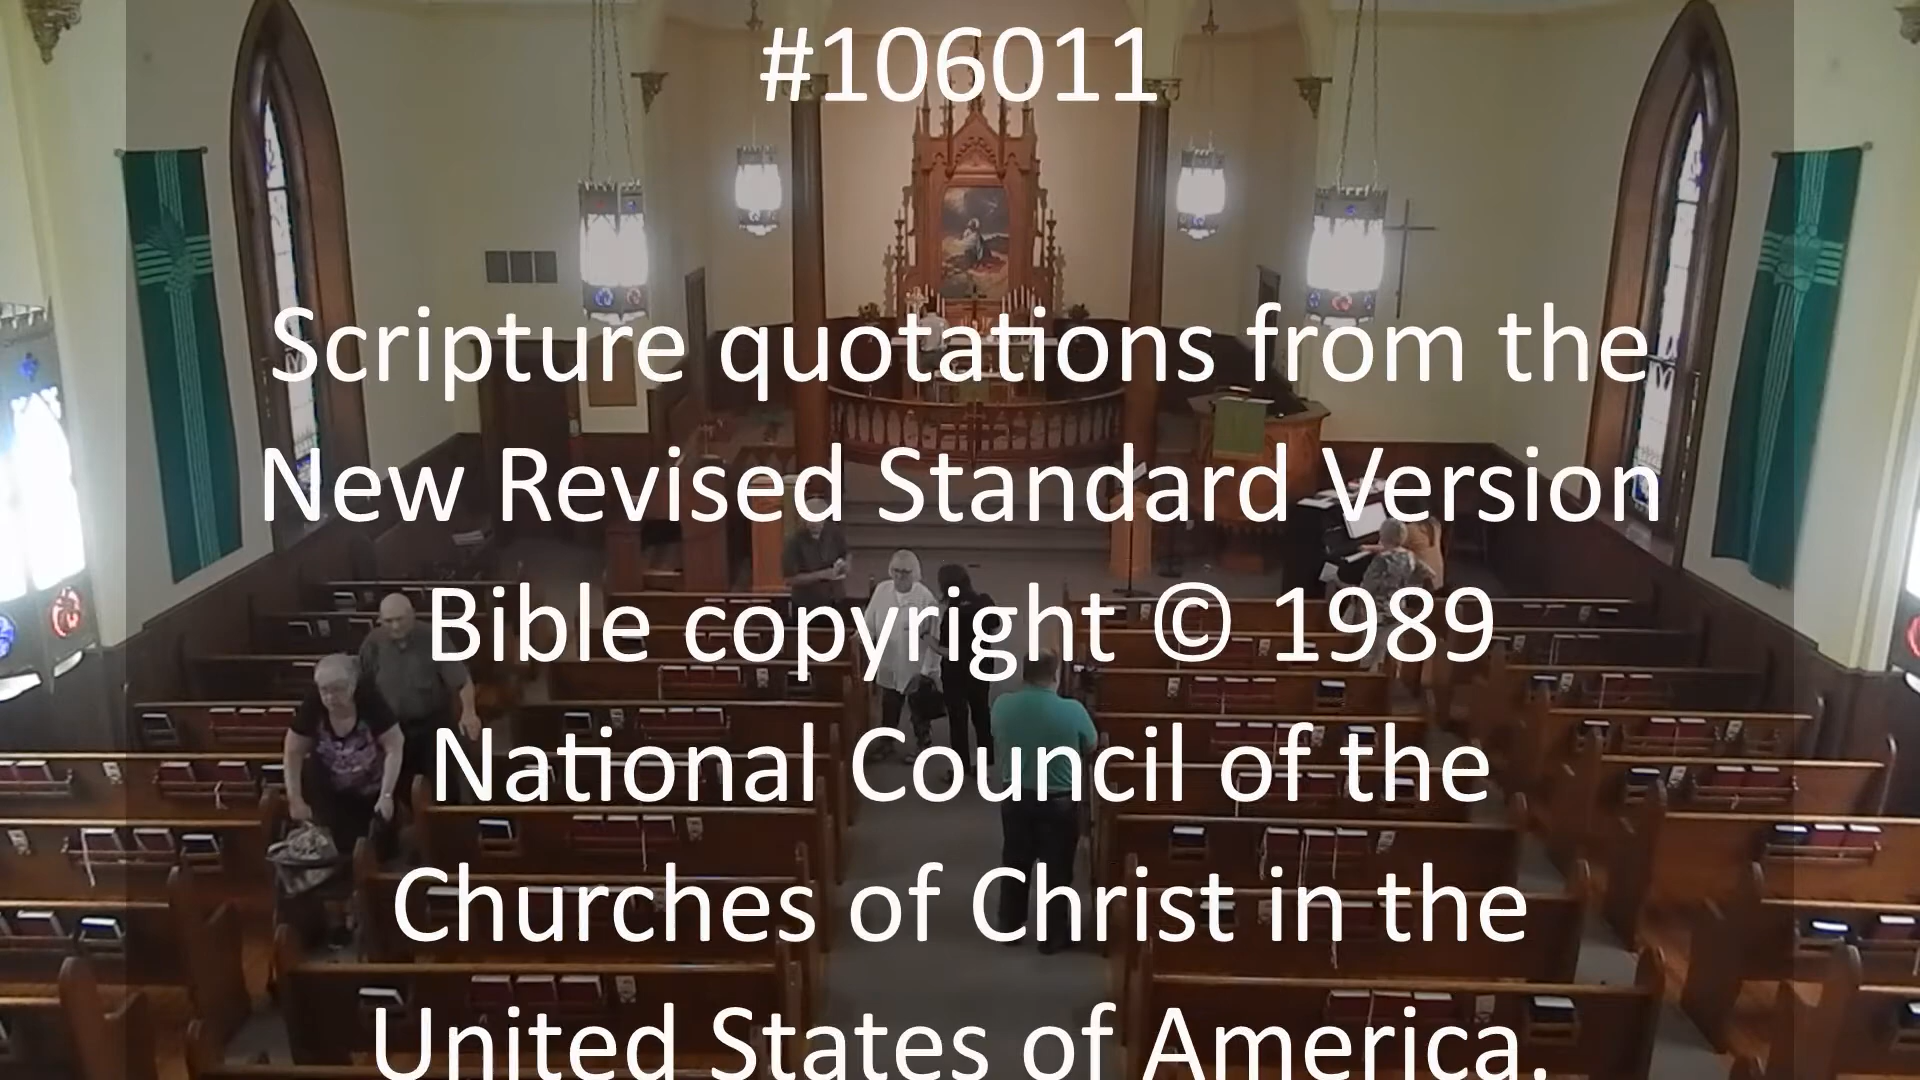 #106011
Scripture quotations from the
New Revised Standard Version
Bible copyright © 1989
National Council of the
Churches of Christ in the
United States of America.